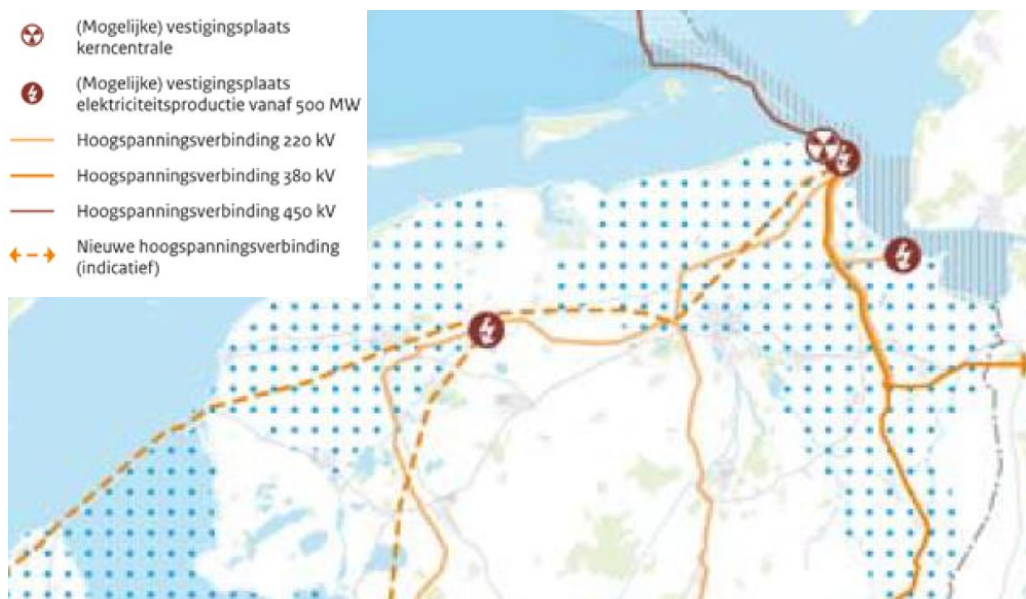 (Mogelijke) vestigingsplaats
kerncentrale
(Mogelijke) vestigingsplaats
elektriciteitsproductie vanaf 500 MW
Hoogspanningsverbinding 220 kV
Hoogspanningsverbinding 380 kV
Hoogspanningsverbinding 450 kV
Nieuwe hoogspanningsverbinding
(indicatief)